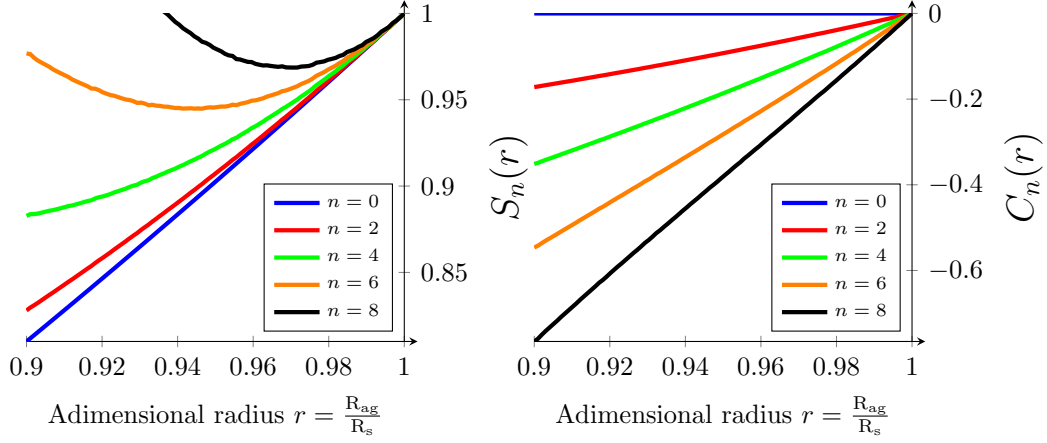 1
0.95
0.9
0.85
S_n(r)
n = 0
n = 2
n = 4
n = 6
n = 8
0.9 0.92 0.94 0.96 0.98 1
Adimensional radius r = R_ag/R_s
0
−0.2
−0.4
−0.6
C_n(r)
n = 0
n = 2
n = 4
n = 6
n = 8
0.9 0.92 0.94 0.96 0.98 1
Adimensional radius r = R_ag/R_s